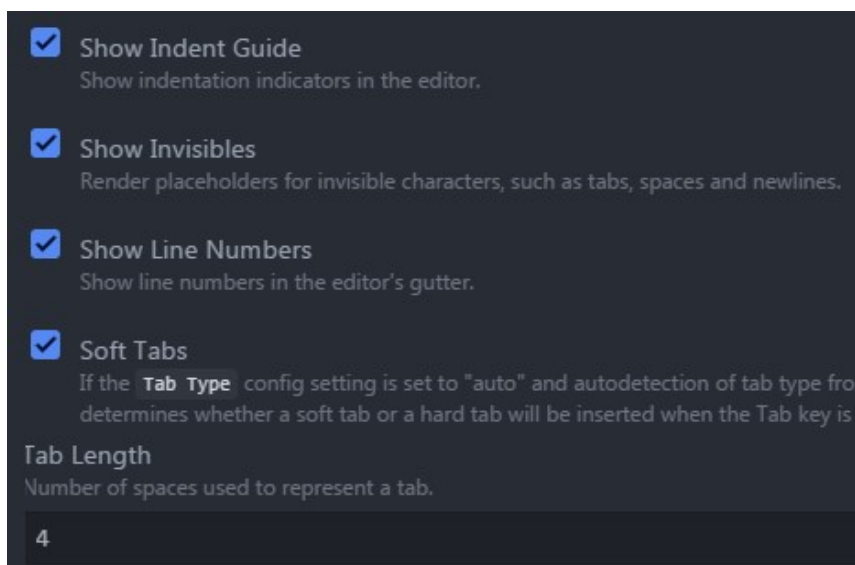 Show Indent Guide
Show indentation indicators in the editor.
Show Invisibles
Render placeholders for invisible characters, such as tabs, spaces and newlines.
Show Line Numbers
Show line numbers in the editor's gutter.
Soft Tabs
If the Tab Type config setting is set to "auto" and autodetection of tab type fro
determines whether a soft tab or a hard tab will be inserted when the Tab key is
Tab Length
Number of spaces used to represent a tab.
4